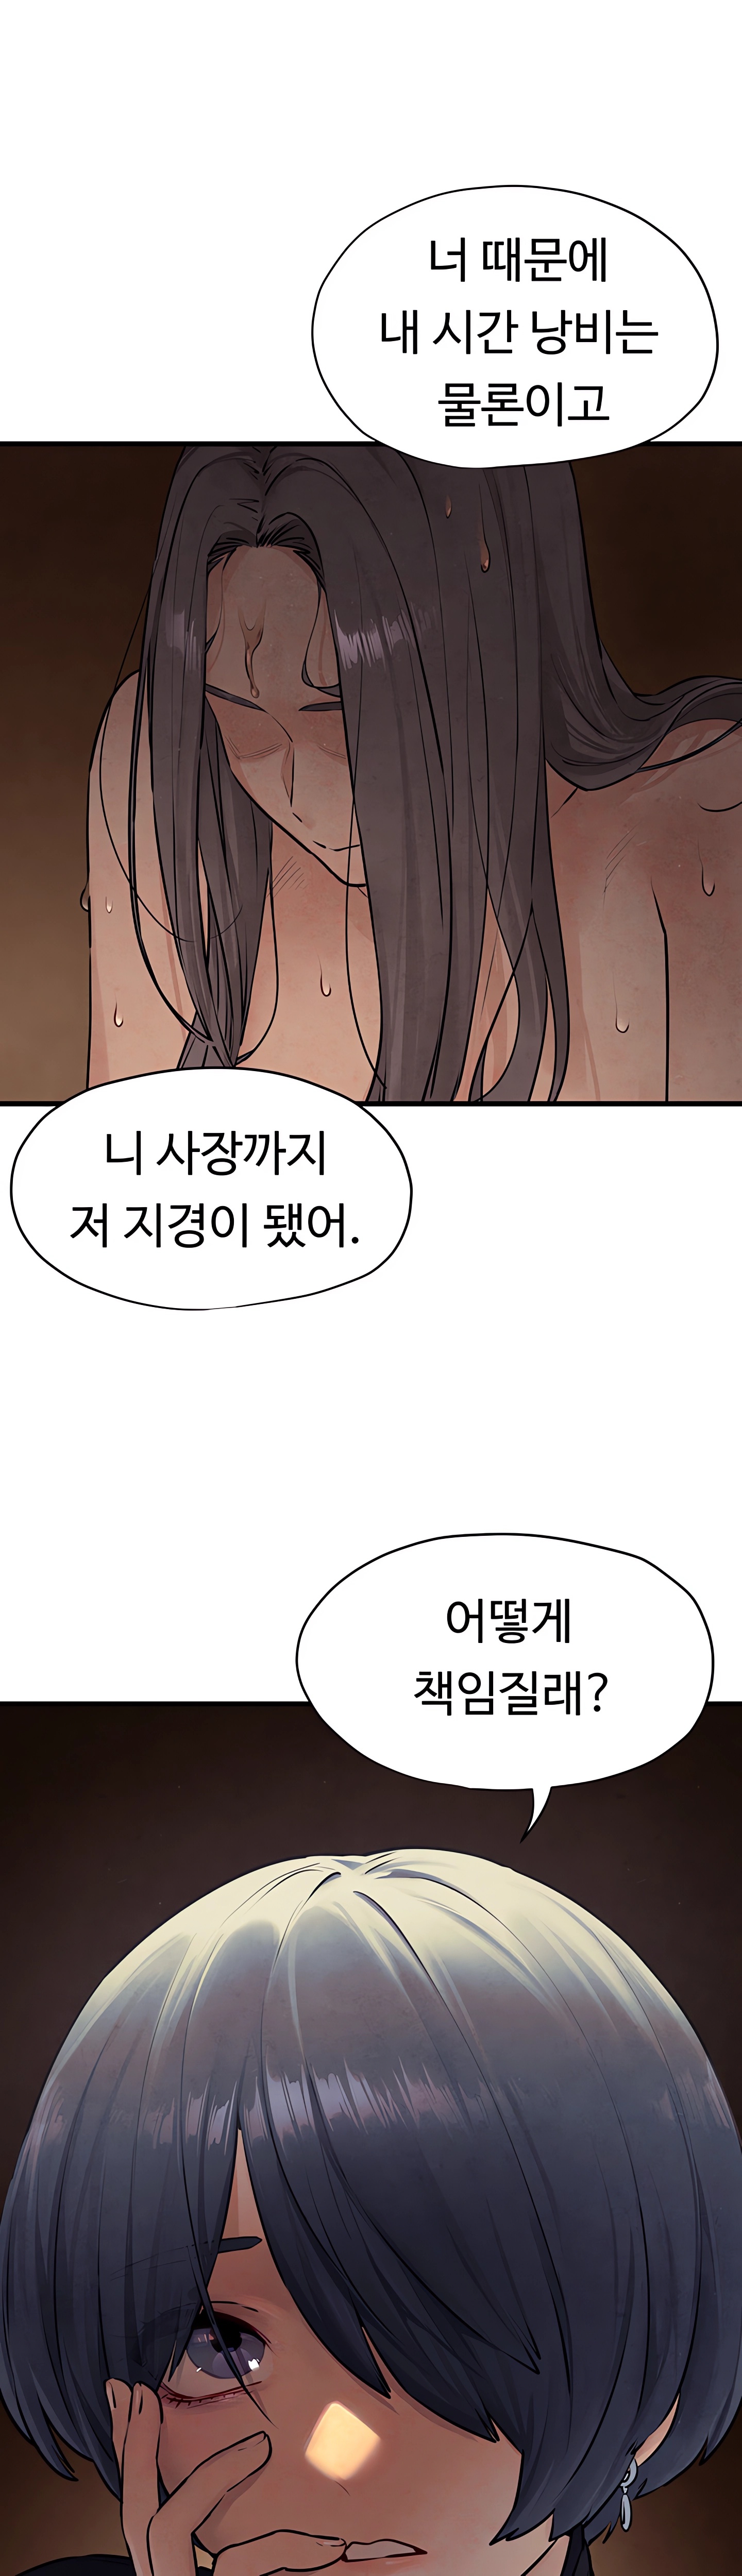 너 때문에
내 시간 낭비는
물론이고
니 사장까지
저 지경이 됐어.
어떻게
책임질래?